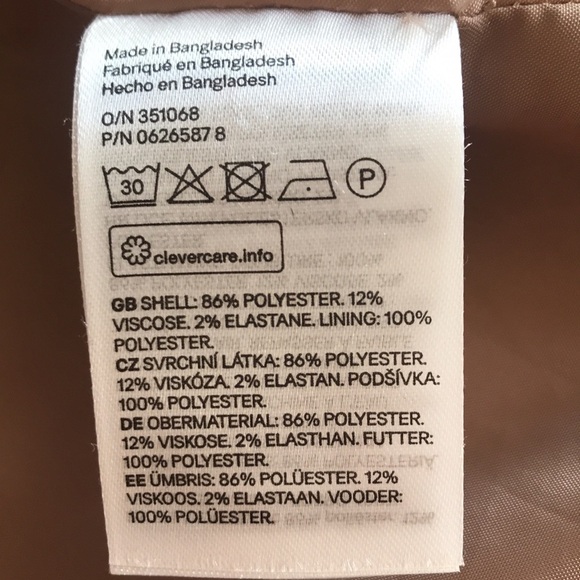 Made in Bangladesh
Fabriqué en Bangladesh
Hecho en Bangladesh
O/N 351068
P/N 0626587 8
30 P
clevercare.info
GB SHELL: 86% POLYESTER. 12%
VISCOSE. 2% ELASTANE. LINING: 100%
POLYESTER.
CZ SVRCHNÍ LÁTKA: 86% POLYESTER.
12% VISKÓZA. 2% ELASTAN. PODŠÍVKA:
100% POLYESTER.
DE OBERMATERIAL: 86% POLYESTER.
12% VISKOSE. 2% ELASTHAN. FUTTER:
100% POLYESTER.
EE ÜMBRIS: 86% POLÜESTER. 12%
VISKOOS. 2% ELASTAAN. VOODER:
100% POLÜESTER.